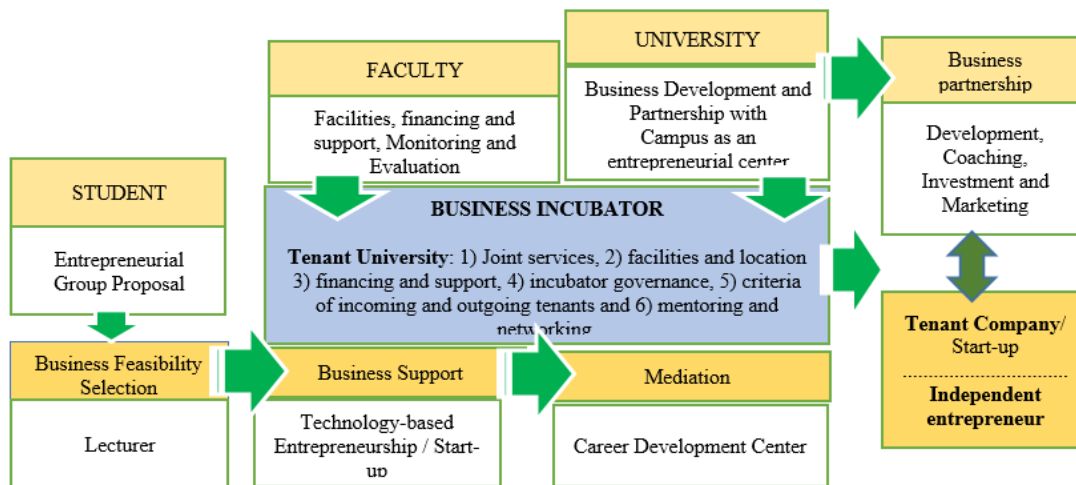 STUDENT
Entrepreneurial
Group Proposal
Business Feasibility
Selection
Lecturer
FACULTY
Facilities, financing and
support, Monitoring and
Evaluation
UNIVERSITY
Business Development and
Partnership with
Campus as an
entrepreneurial center
BUSINESS INCUBATOR
Tenant University: 1) Joint services, 2) facilities and location
3) financing and support, 4) incubator governance, 5) criteria
of incoming and outgoing tenants and 6) mentoring and
networking
Business Support
Technology-based
Entrepreneurship / Start-
up
Mediation
Career Development Center
Business
partnership
Development,
Coaching,
Investment and
Marketing
Tenant Company/
Start-up
Independent
entrepreneur